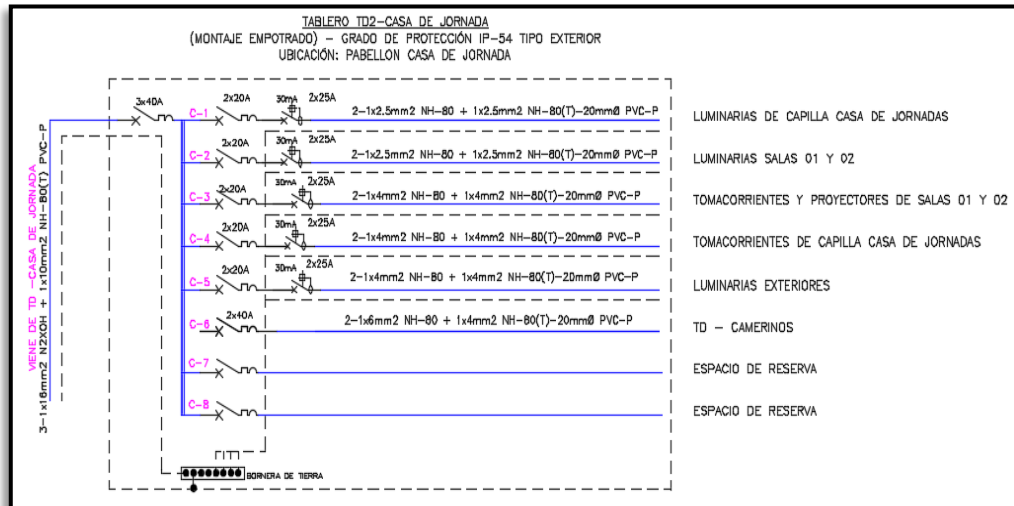 TABLERO TD2-CASA DE JORNADA
(MONTAJE EMPOTRADO) - GRADO DE PROTECCIÓN IP-54 TIPO EXTERIOR
UBICACIÓN: PABELLON CASA DE JORNADA
VIENE DE TD -CASA DE JORNADA
3-1x16mm2 N2XOH + 1x10mm2 NH-80(T) PVC-P
3x40A
C-1 2x20A 30mA 2x25A 2-1x2.5mm2 NH-80 + 1x2.5mm2 NH-80(T)-20mmØ PVC-P LUMINARIAS DE CAPILLA CASA DE JORNADAS
C-2 2x20A 30mA 2x25A 2-1x2.5mm2 NH-80 + 1x2.5mm2 NH-80(T)-20mmØ PVC-P LUMINARIAS SALAS 01 Y 02
C-3 2x20A 30mA 2x25A 2-1x4mm2 NH-80 + 1x4mm2 NH-80(T)-20mmØ PVC-P TOMACORRIENTES Y PROYECTORES DE SALAS 01 Y 02
C-4 2x20A 30mA 2x25A 2-1x4mm2 NH-80 + 1x4mm2 NH-80(T)-20mmØ PVC-P TOMACORRIENTES DE CAPILLA CASA DE JORNADAS
C-5 2x20A 30mA 2x25A 2-1x4mm2 NH-80 + 1x4mm2 NH-80(T)-20mmØ PVC-P LUMINARIAS EXTERIORES
C-6 2x40A 2-1x6mm2 NH-80 + 1x4mm2 NH-80(T)-20mmØ PVC-P TD - CAMERINOS
C-7 ESPACIO DE RESERVA
C-8 ESPACIO DE RESERVA
BORNERA DE TIERRA